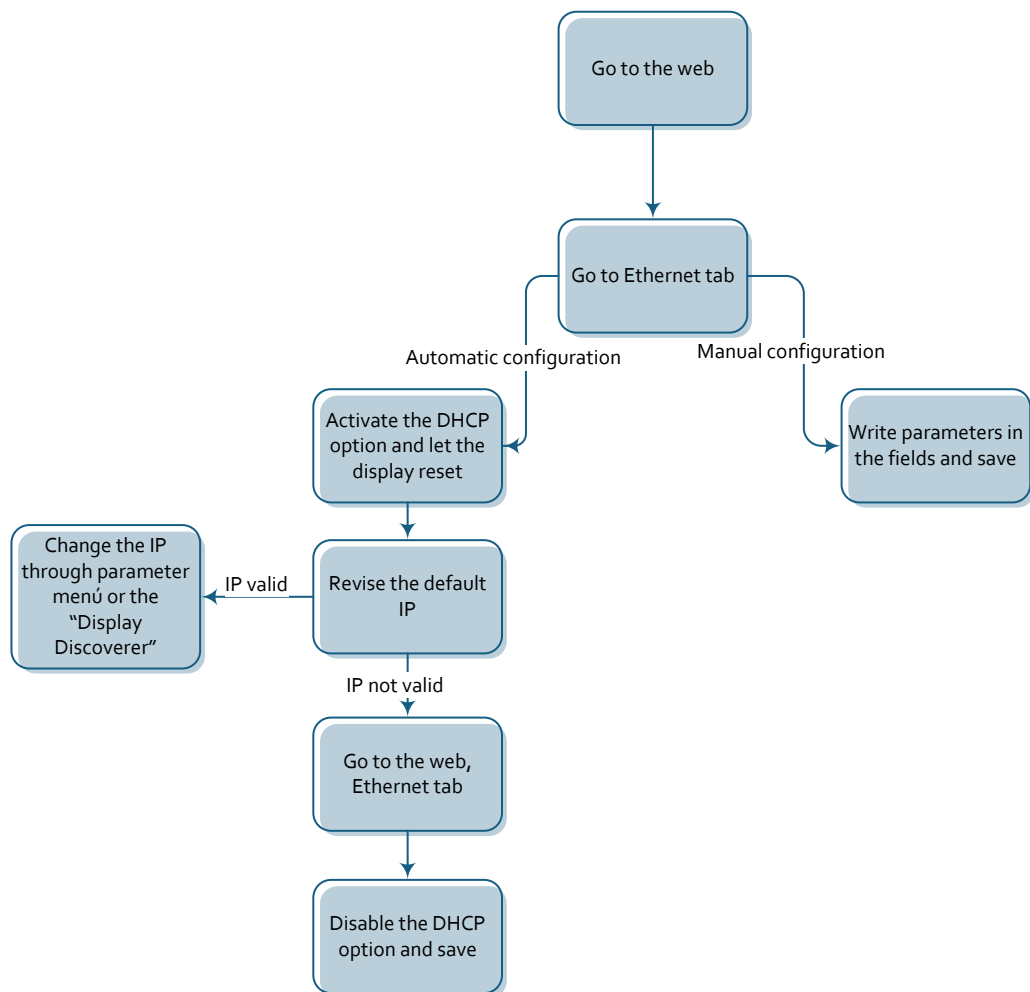 Go to the web
Go to Ethernet tab
Automatic configuration
Manual configuration
Activate the DHCP
option and let the
display reset
Write parameters in
the fields and save
Change the IP
through parameter
menú or the
“Display
Discoverer”
IP valid
Revise the default
IP
IP not valid
Go to the web,
Ethernet tab
Disable the DHCP
option and save